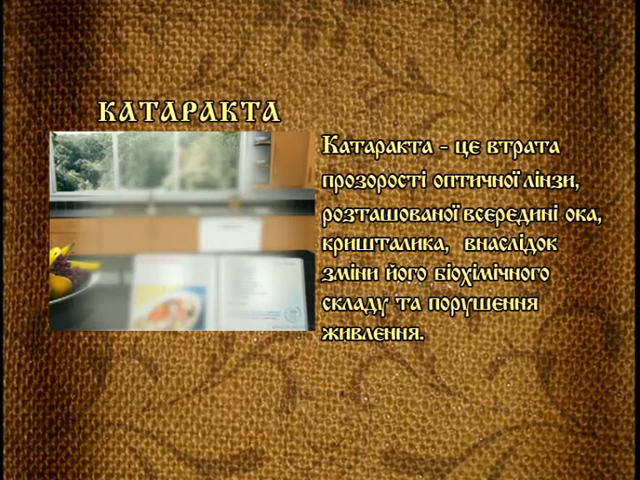 КАТАРАКТА
Катаракта - це втрата
прозорості оптичної лінзи,
розташованої всередині ока,
кришталика, внаслідок
зміни його біохімічного
складу та порушення
живлення.